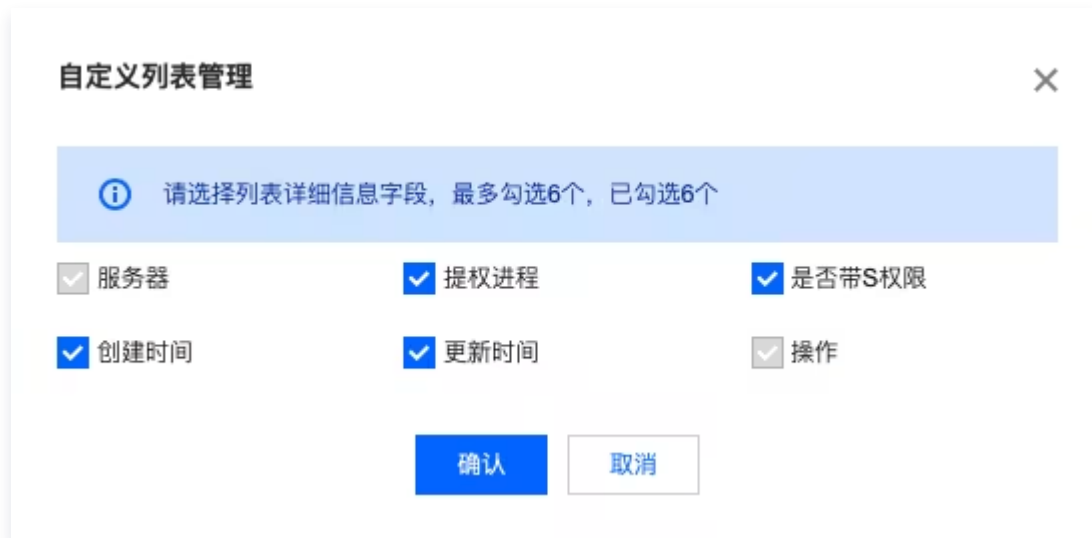 自定义列表管理
请选择列表详细信息字段，最多勾选6个，已勾选6个
服务器 提权进程 是否带S权限
创建时间 更新时间 操作
确认 取消